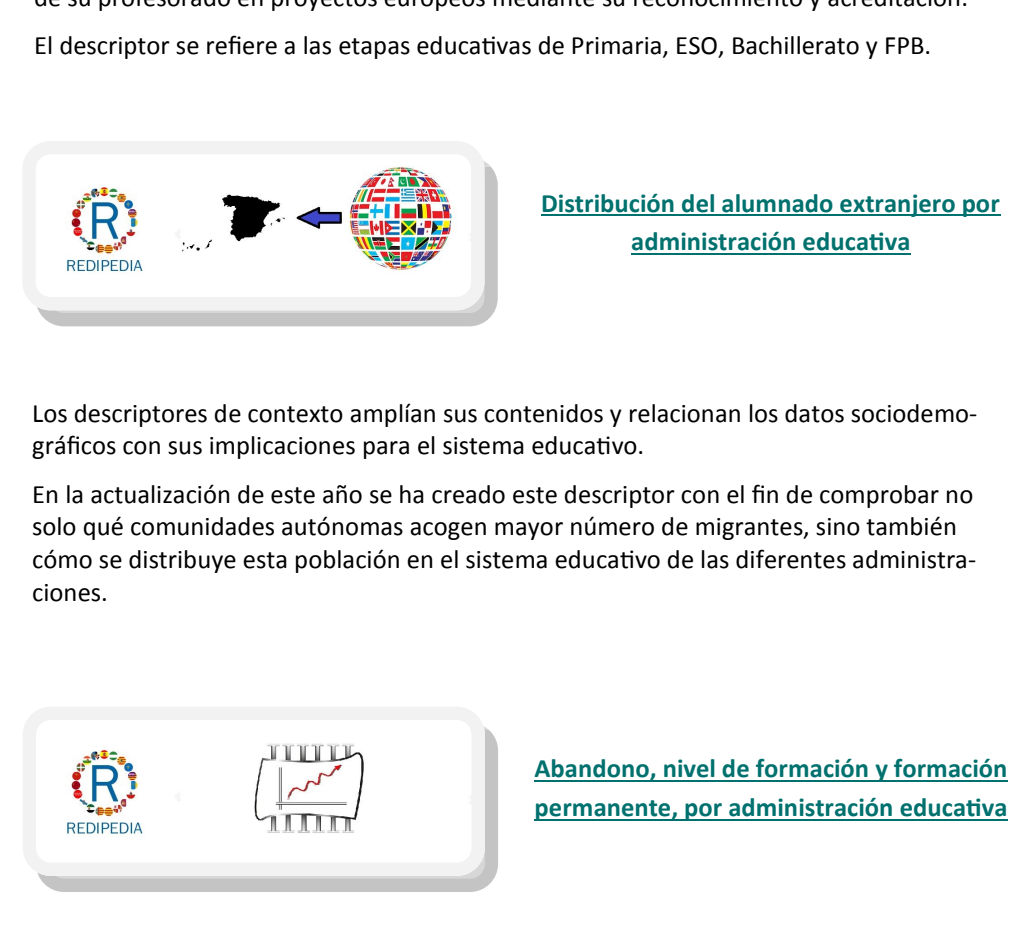 de su profesorado en proyectos europeos mediante su reconocimiento y acreditación.
El descriptor se refiere a las etapas educativas de Primaria, ESO, Bachillerato y FPB.
R
REDIPEDIA
Distribución del alumnado extranjero por
administración educativa
Los descriptores de contexto amplían sus contenidos y relacionan los datos sociodemo-
gráficos con sus implicaciones para el sistema educativo.
En la actualización de este año se ha creado este descriptor con el fin de comprobar no
solo qué comunidades autónomas acogen mayor número de migrantes, sino también
cómo se distribuye esta población en el sistema educativo de las diferentes administra-
ciones.
R
REDIPEDIA
Abandono, nivel de formación y formación
permanente, por administración educativa